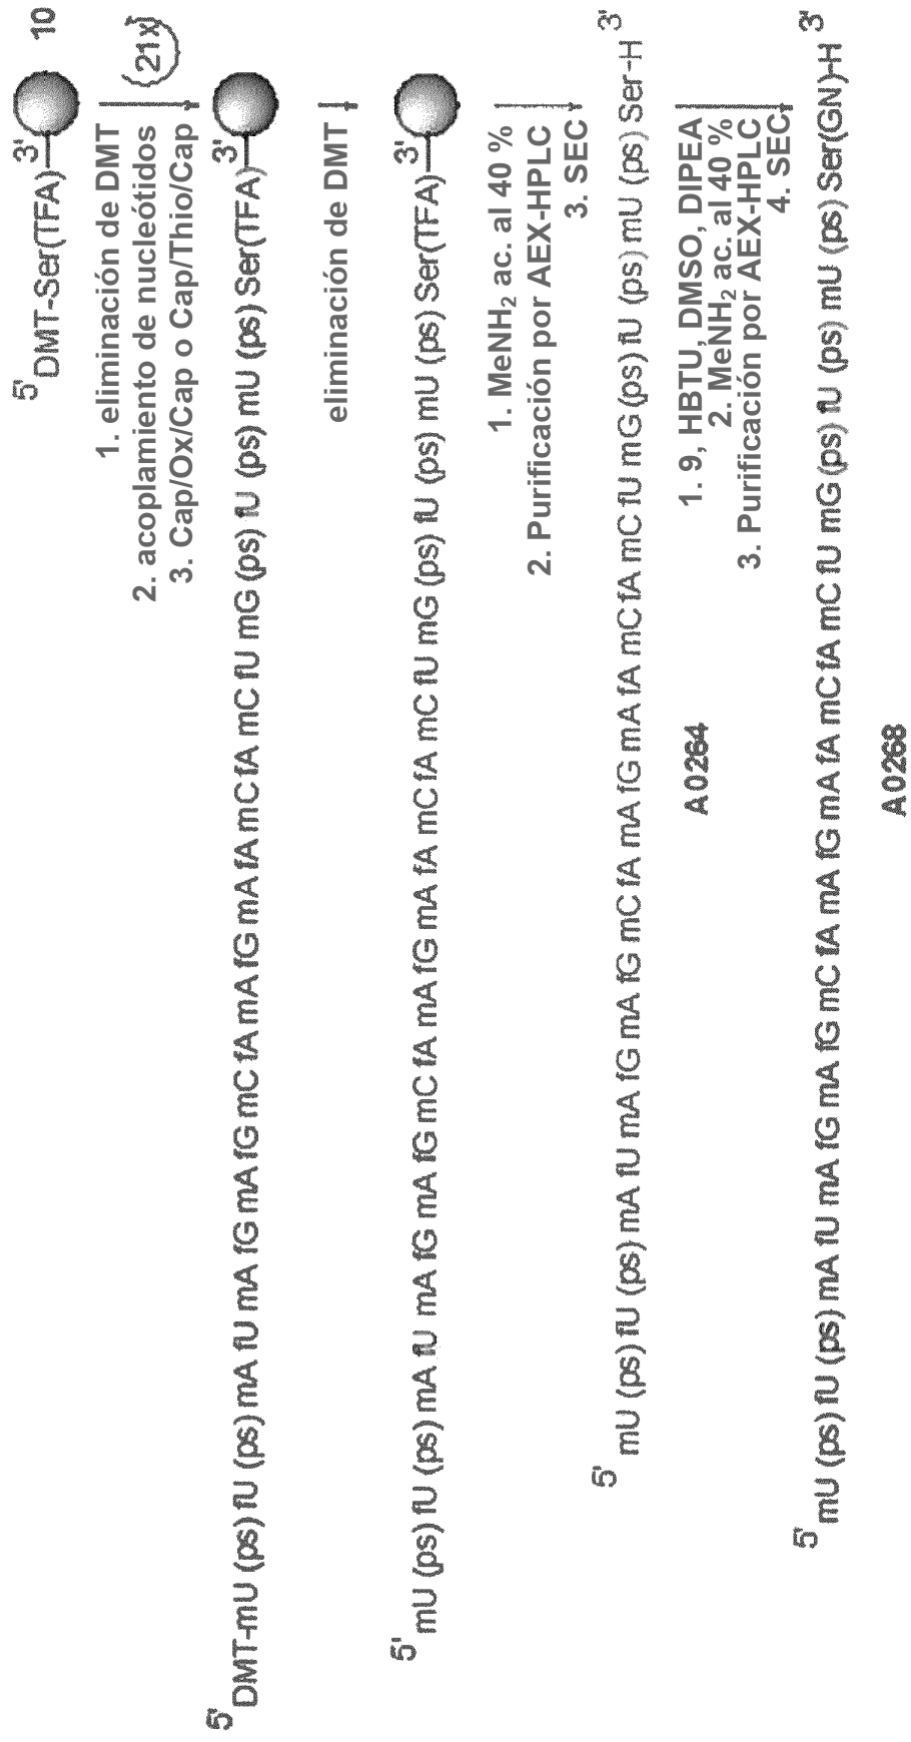 5' DMT-Ser(TFA) 3' 10
1. eliminación de DMT
2. acoplamiento de nucleótidos
(21x)
3. Cap/Ox/Cap o Cap/Thio/Cap
5' DMT-mU (ps) fU (ps) mA fU mA fG mA fG mC fA mA fG mA fA mC fA mC fU mG (ps) fU (ps) mU (ps) Ser(TFA) 3'
eliminación de DMT
5' mU (ps) fU (ps) mA fU mA fG mA fG mC fA mA fG mA fA mC fA mC fU mG (ps) fU (ps) mU (ps) Ser(TFA) 3'
1. MeNH2 ac. al 40 %
2. Purificación por AEX-HPLC
3. SEC
5' mU (ps) fU (ps) mA fU mA fG mA fG mC fA mA fG mA fA mC fA mC fU mG (ps) fU (ps) mU (ps) Ser-H 3'
A0264
1. 9, HBTU, DMSO, DIPEA
2. MeNH2 ac. al 40 %
3. Purificación por AEX-HPLC
4. SEC
5' mU (ps) fU (ps) mA fU mA fG mA fG mC fA mA fG mA fA mC fA mC fU mG (ps) fU (ps) mU (ps) Ser(GN)-H 3'
A0268